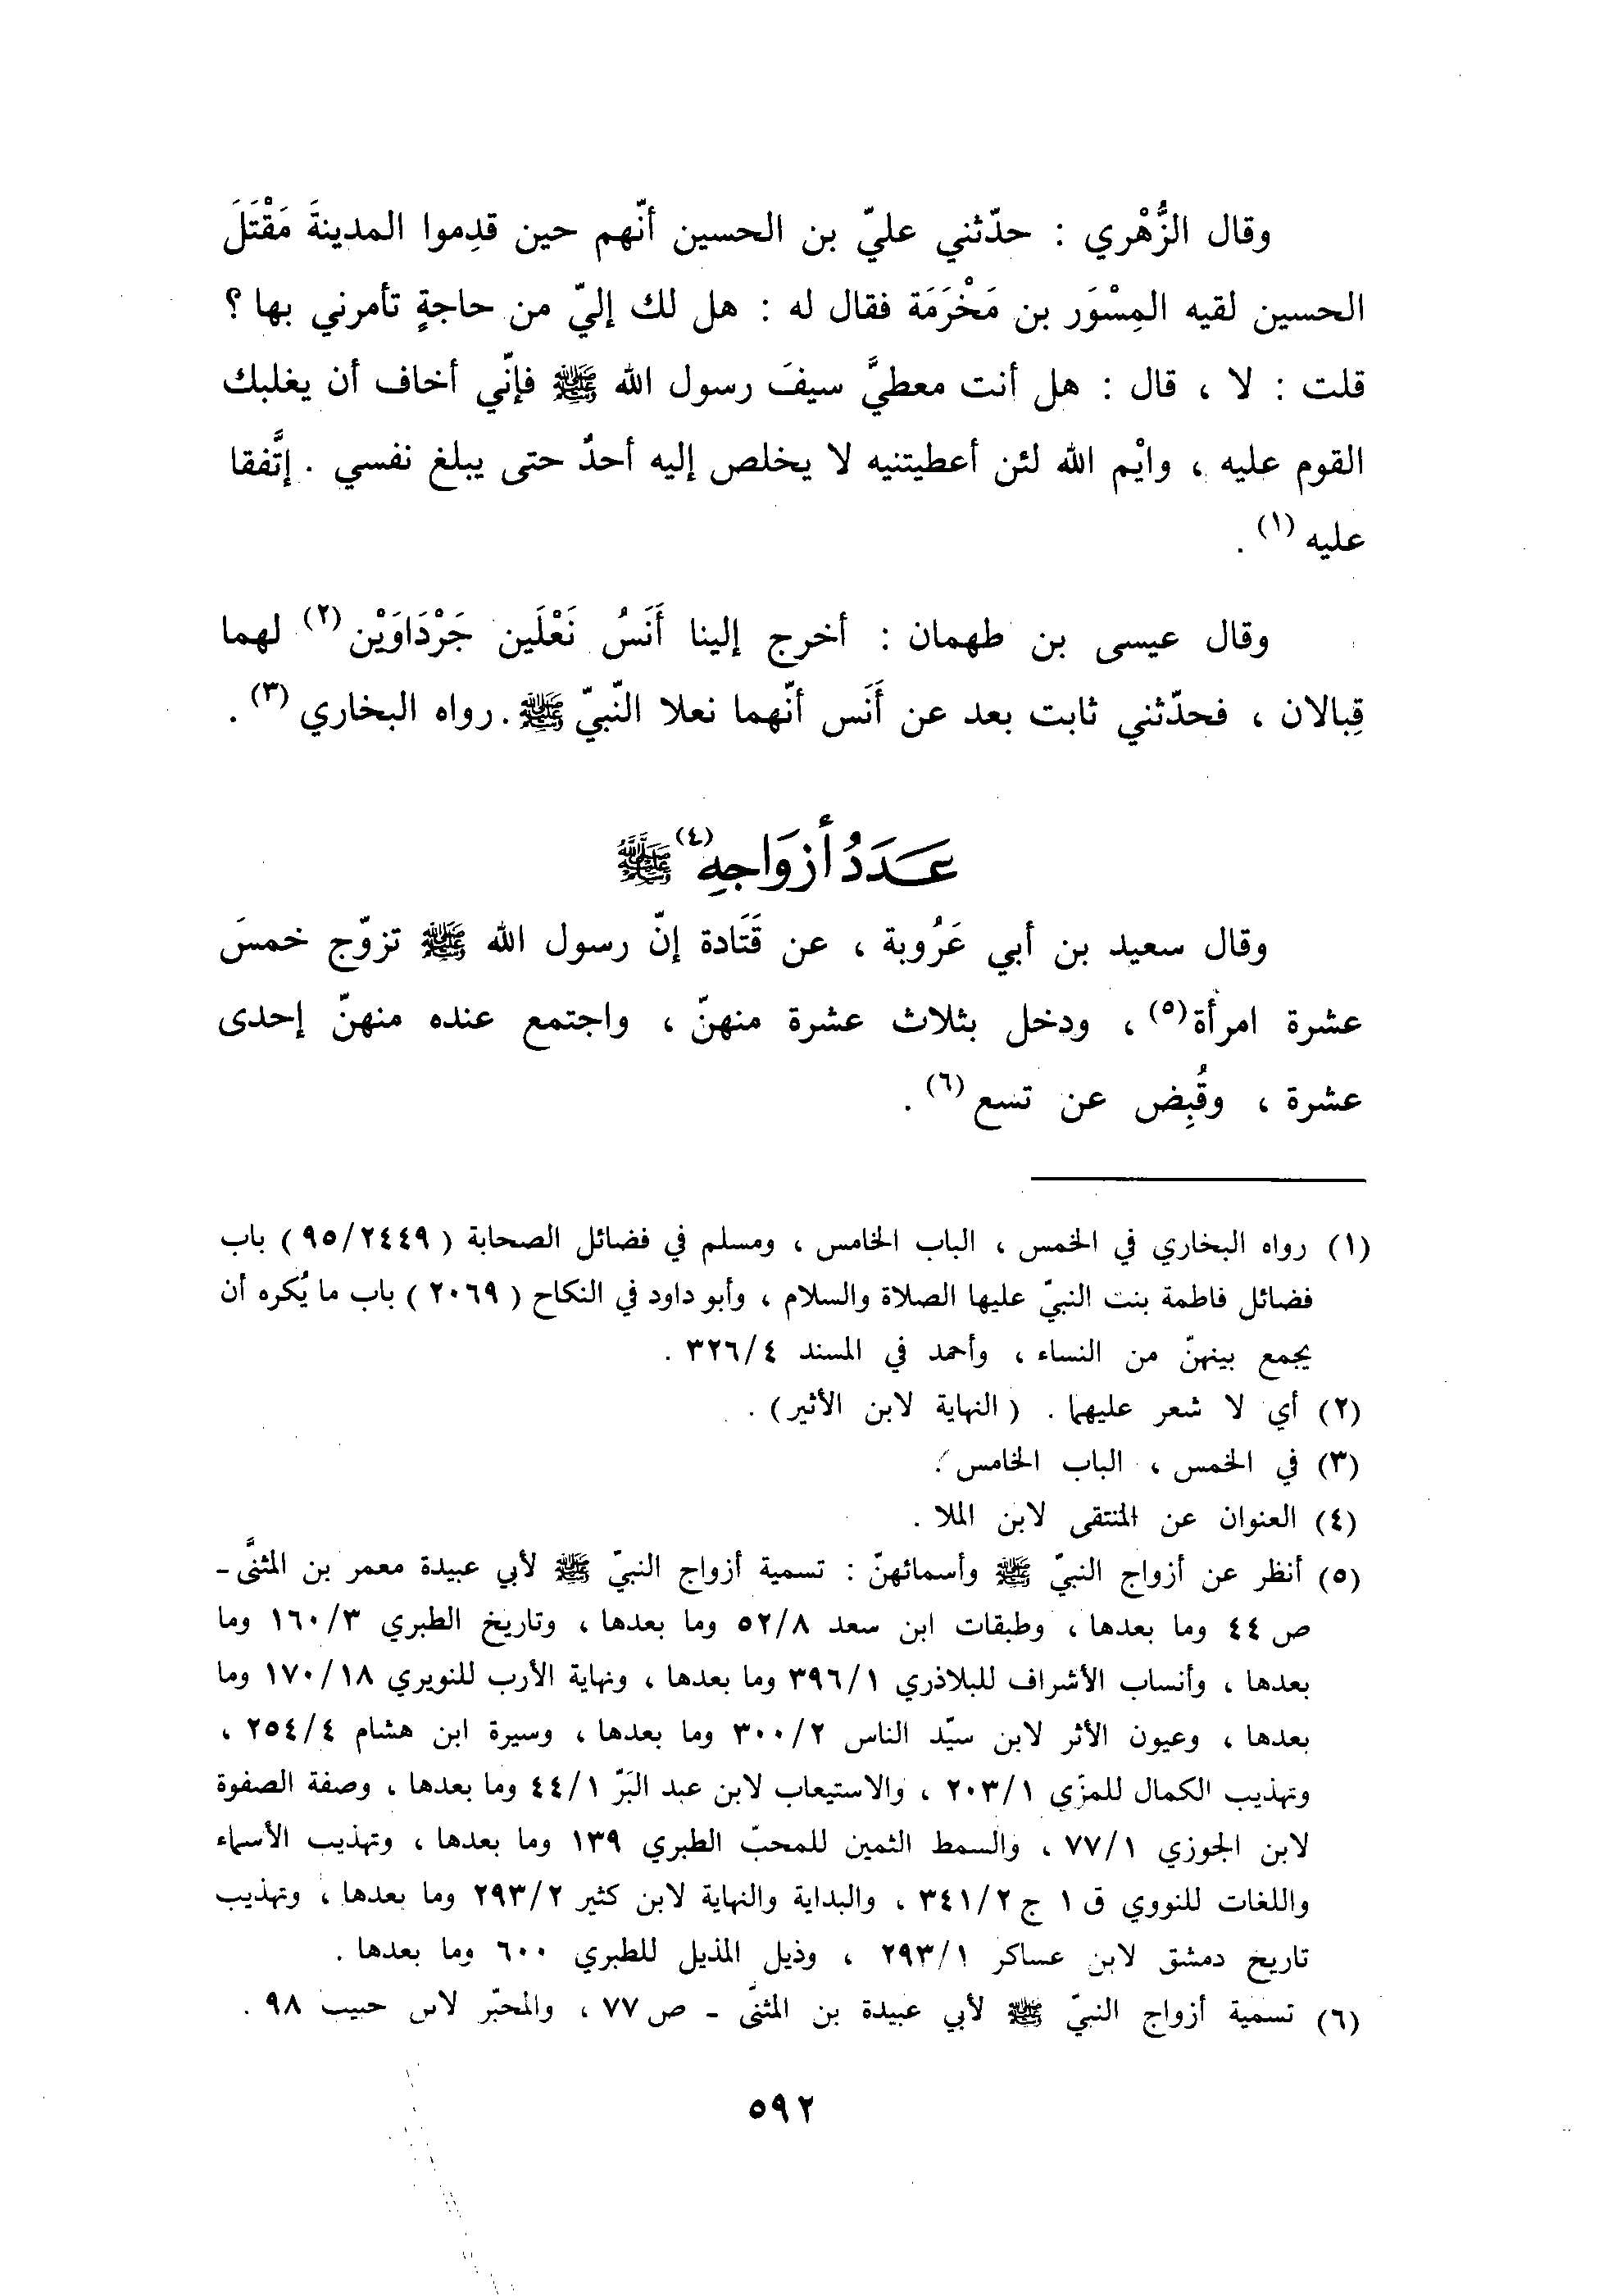 وقال الزُّهْري : حدّثني عليّ بن الحسين أنّهم حين قدِموا المدينةَ مَقْتَلَ
الحسين لقيه المِسْوَر بن مَخْرَمَة فقال له : هل لك إليّ من حاجةٍ تأمرني بها ؟
قلت : لا ، قال : هل أنت معطيَّ سيفَ رسول الله ﷺ فإنّي أخاف أن يغلبك
القوم عليه ، وايْم الله لئن أعطيتنيه لا يخلص إليه أحدٌ حتى يبلغ نفسي . إتَّفقا
عليه (١) .
وقال عيسى بن طهمان : أخرج إلينا أَنَسُ نَعْلَين جَرْدَاوَيْن (٢) لهما
قِبالان ، فحدّثني ثابت بعد عن أَنَس أنّهما نعلا النّبيّ ﷺ . رواه البخاري (٣) .
عَدَدُ أزوَاجِهِ (٤) ﷺ
وقال سعيد بن أبي عَرُوبة ، عن قَتَادة إنّ رسول الله ﷺ تزوّج خمسَ
عشرة امرأة (٥) ، ودخل بثلاث عشرة منهنّ ، واجتمع عنده منهنّ إحدى
عشرة ، وقُبِض عن تسع (٦) .
(١) رواه البخاري في الخمس ، الباب الخامس ، ومسلم في فضائل الصحابة ( ٢٤٤٩/ ٩٥ ) باب
فضائل فاطمة بنت النبيّ عليها الصلاة والسلام ، وأبو داود في النكاح ( ٢٠٦٩ ) باب ما يُكره أن
يجمع بينهنّ من النساء ، وأحمد في المسند ٤/ ٣٢٦ .
(٢) أي لا شعر عليهما . ( النهاية لابن الأثير ) .
(٣) في الخمس ، الباب الخامس .
(٤) العنوان عن المنتقى لابن الملا .
(٥) أنظر عن أزواج النبيّ ﷺ وأسمائهنّ : تسمية أزواج النبيّ ﷺ لأبي عبيدة معمر بن المثنَّى ـ
ص ٤٤ وما بعدها ، وطبقات ابن سعد ٨/ ٥٢ وما بعدها ، وتاريخ الطبري ٣/ ١٦٠ وما
بعدها ، وأنساب الأشراف للبلاذري ١/ ٣٩٦ وما بعدها ، ونهاية الأرب للنويري ١٨/ ١٧٠ وما
بعدها ، وعيون الأثر لابن سيّد الناس ٢/ ٣٠٠ وما بعدها ، وسيرة ابن هشام ٤/ ٢٥٤ ،
وتهذيب الكمال للمزّي ١/ ٢٠٣ ، والاستيعاب لابن عبد البَرّ ١/ ٤٤ وما بعدها ، وصفة الصفوة
لابن الجوزي ١/ ٧٧ ، والسمط الثمين للمحبّ الطبري ١٣٩ وما بعدها ، وتهذيب الأسماء
واللغات للنووي ق ١ ج ٢/ ٣٤١ ، والبداية والنهاية لابن كثير ٢/ ٢٩٣ وما بعدها ، وتهذيب
تاريخ دمشق لابن عساكر ١/ ٢٩٣ ، وذيل المذيل للطبري ٦٠٠ وما بعدها .
(٦) تسمية أزواج النبيّ ﷺ لأبي عبيدة بن المثنّى ـ ص ٧٧ ، والمحبّر لابن حبيب ٩٨ .
٥٩٢